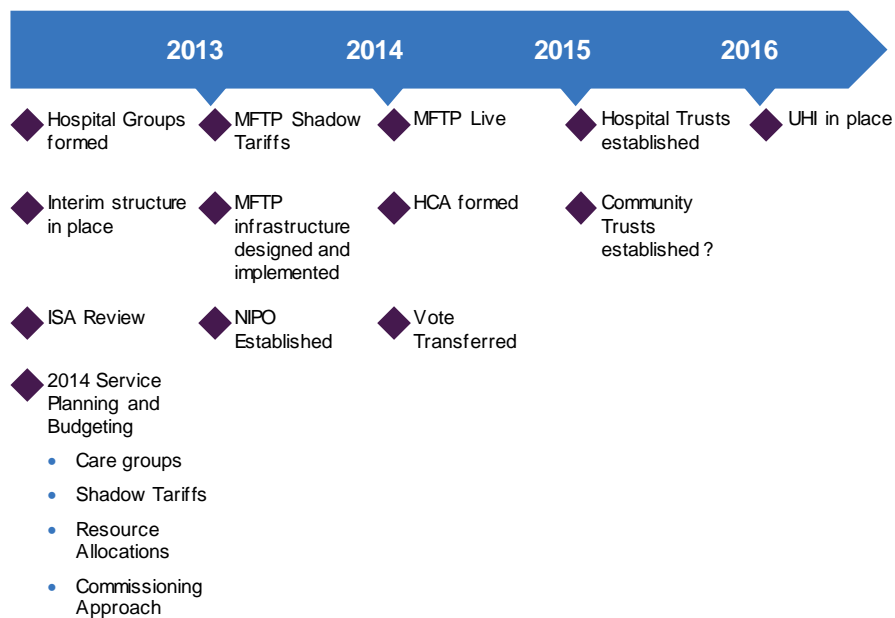 2013
2014
2015
2016
Hospital Groups
formed
Interim structure
in place
ISA Review
2014 Service
Planning and
Budgeting
Care groups
Shadow Tariffs
Resource
Allocations
Commissioning
Approach
MFTP Shadow
Tariffs
MFTP
infrastructure
designed and
implemented
NIPO
Established
MFTP Live
HCA formed
Vote
Transferred
Hospital Trusts
established
Community
Trusts
established ?
UHI in place